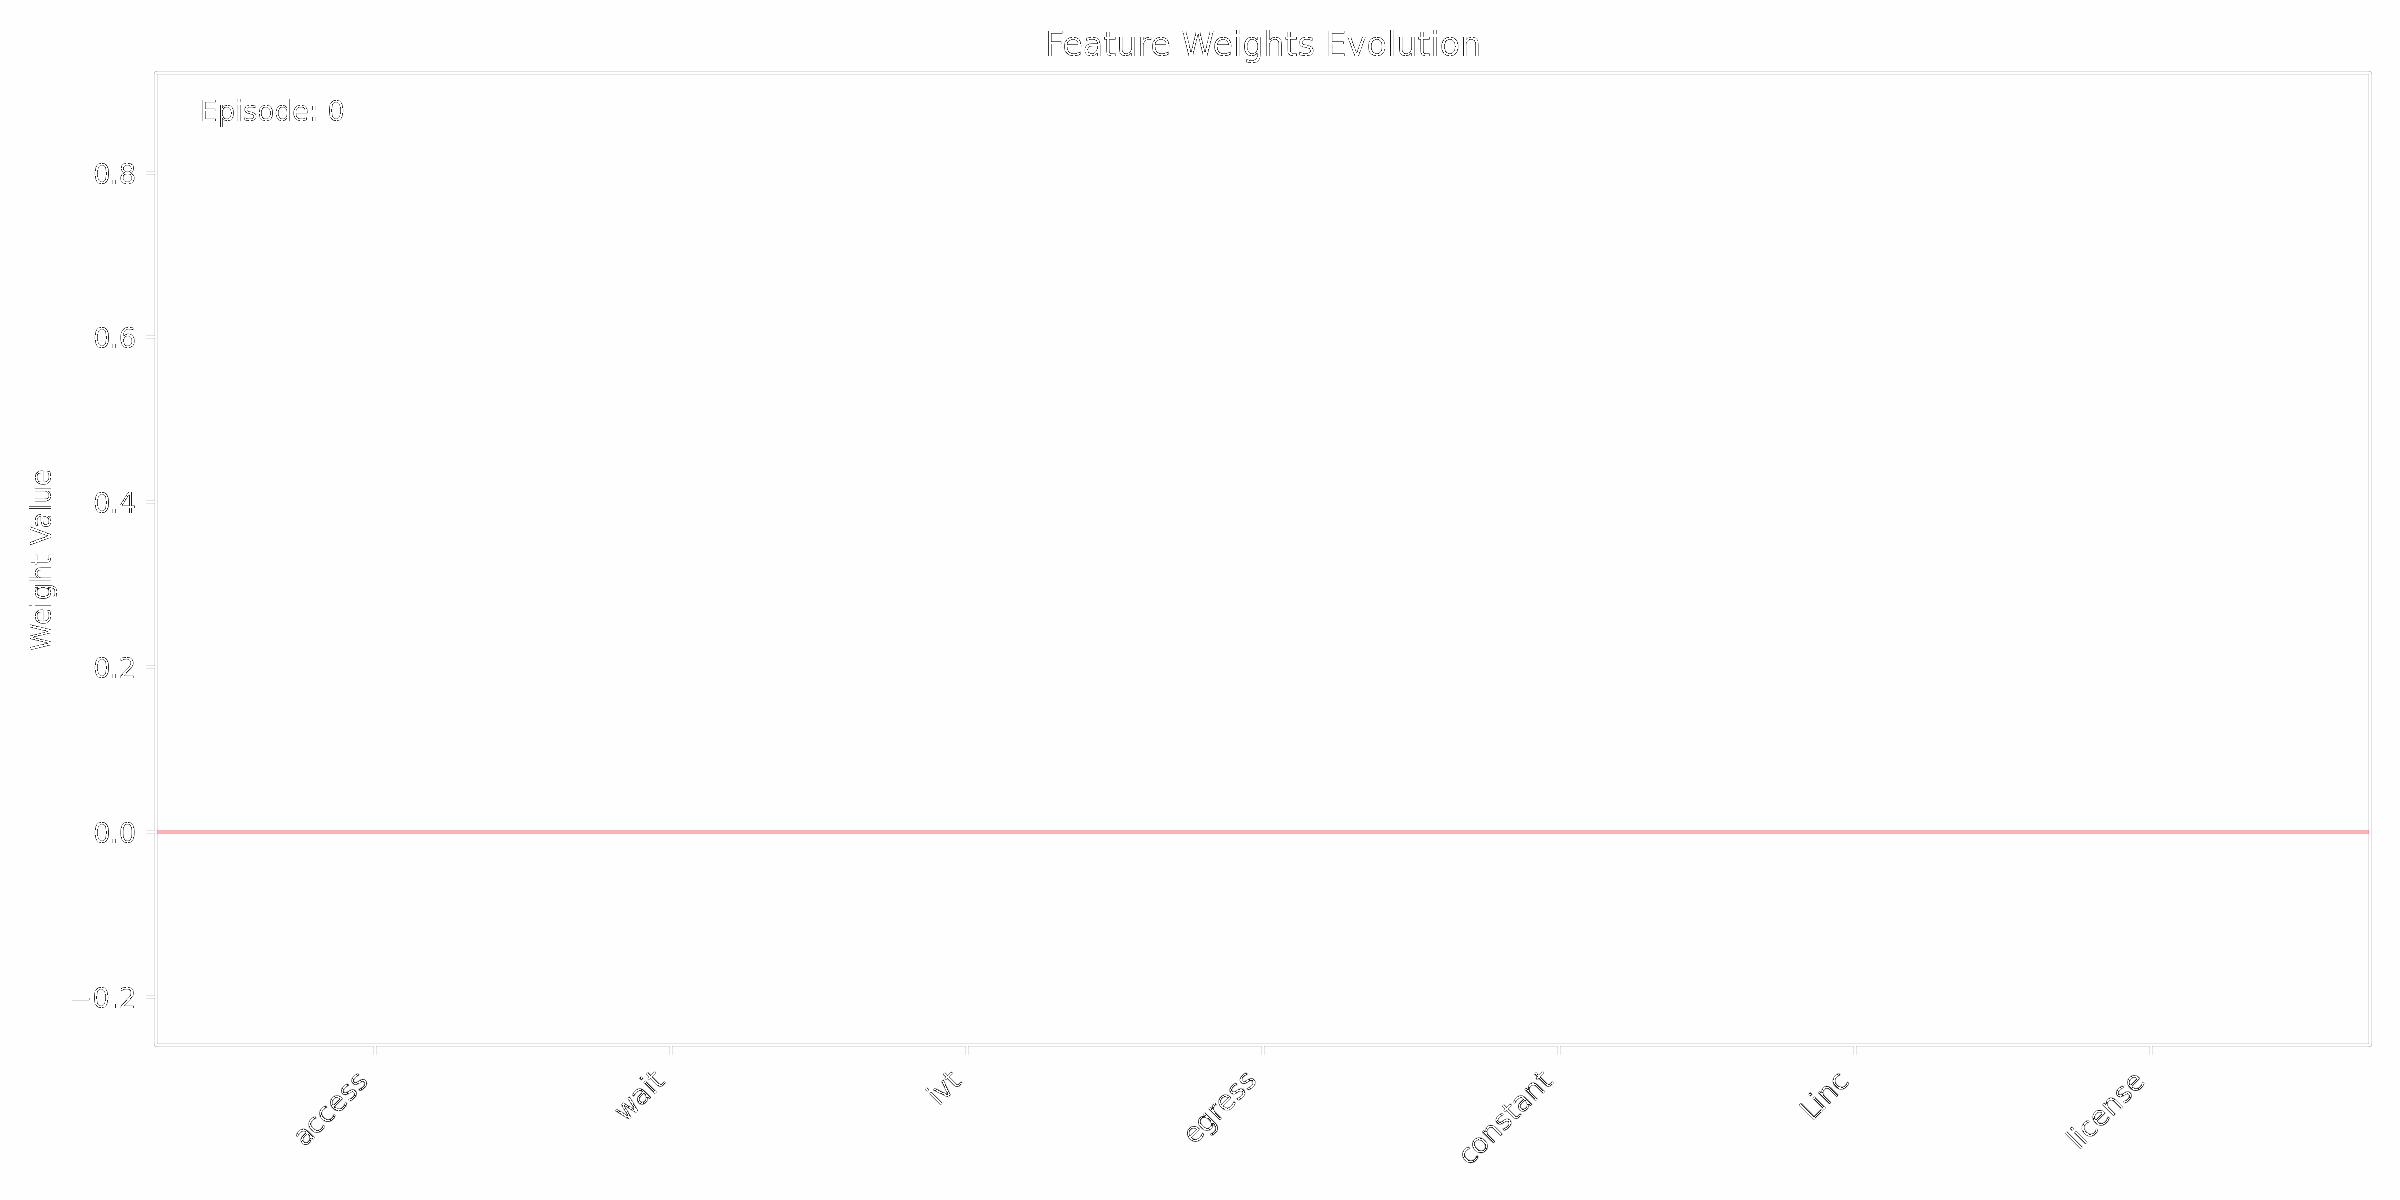 Feature Weights Evolution
Episode: 0
0.8
0.6
0.4
0.2
0.0
−0.2
Weight Value
access
wait
ivt
egress
constant
Linc
license